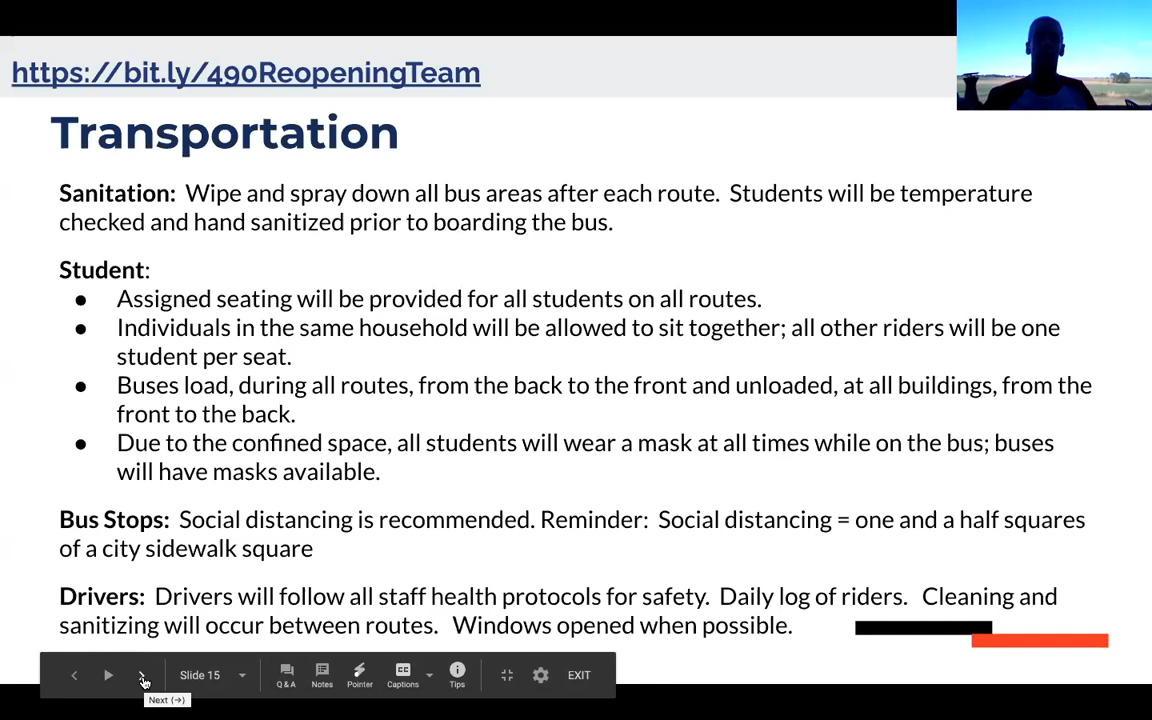 https://bit.ly/490ReopeningTeam
Transportation
Sanitation: Wipe and spray down all bus areas after each route. Students will be temperature
checked and hand sanitized prior to boarding the bus.
Student:
● Assigned seating will be provided for all students on all routes.
● Individuals in the same household will be allowed to sit together; all other riders will be one
student per seat.
● Buses load, during all routes, from the back to the front and unloaded, at all buildings, from the
front to the back.
● Due to the confined space, all students will wear a mask at all times while on the bus; buses
will have masks available.
Bus Stops: Social distancing is recommended. Reminder: Social distancing = one and a half squares
of a city sidewalk square
Drivers: Drivers will follow all staff health protocols for safety. Daily log of riders. Cleaning and
sanitizing will occur between routes. Windows opened when possible.
Slide 15 Q & A Notes Pointer CC Captions Tips EXIT
Next (→)